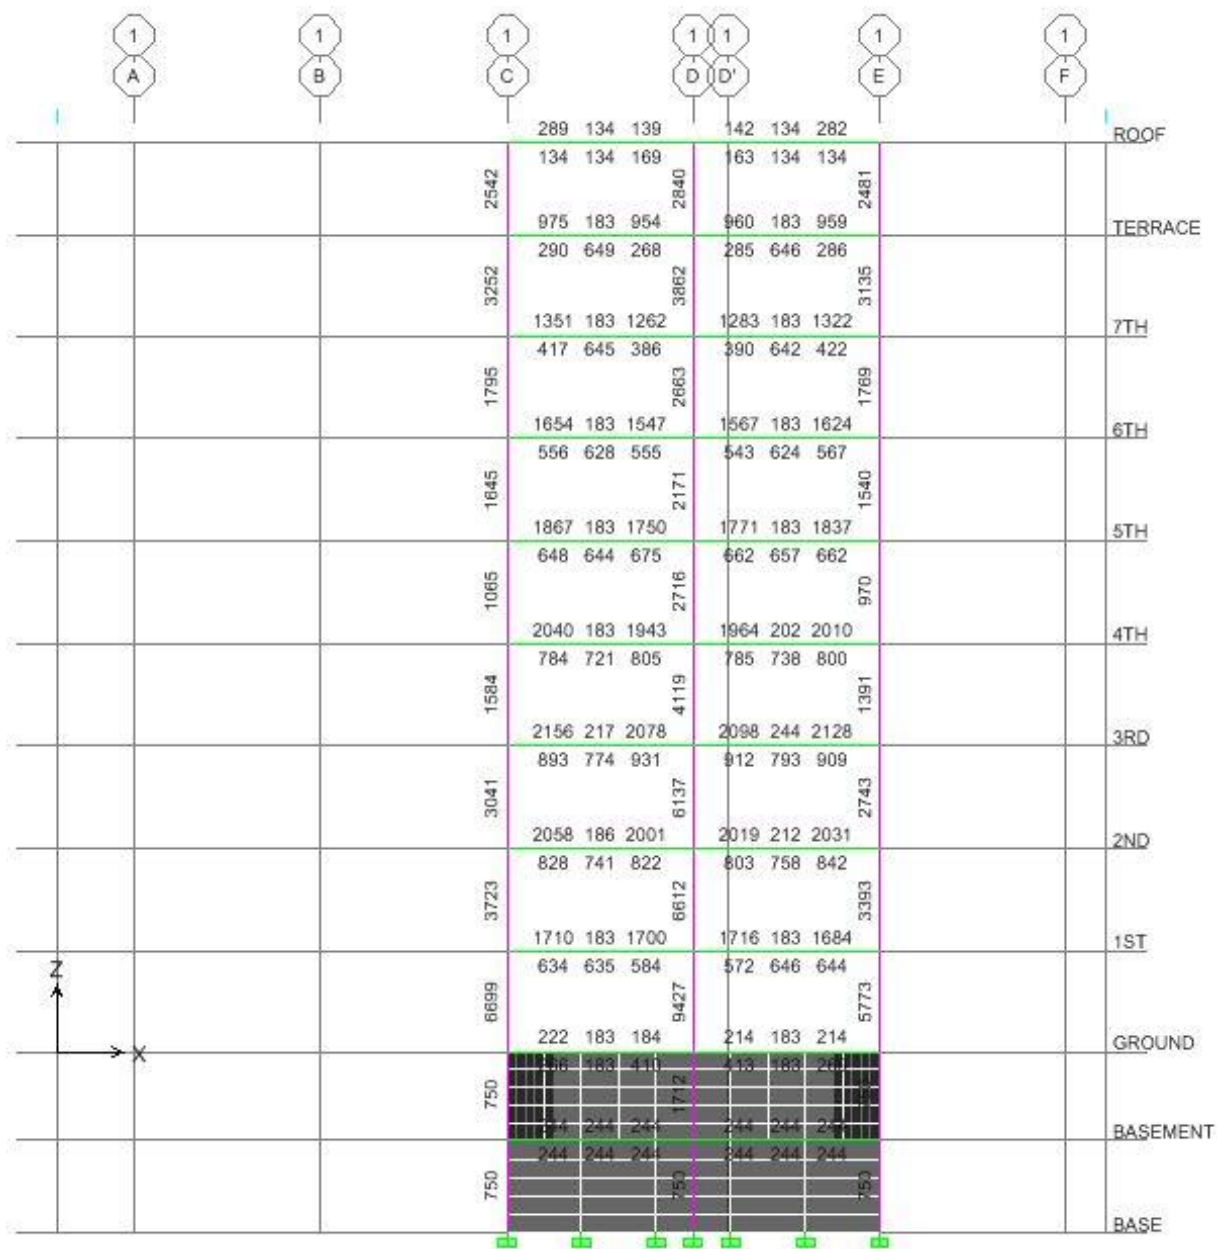 1 1 1 1 1 1 1
A B C D D' E F
289 134 139 142 134 282
ROOF
134 134 169 163 134 134
2542 2840 2481
975 183 954 960 183 959
TERRACE
290 649 268 285 646 286
3252 3862 3135
1351 183 1262 1283 183 1322
7TH
417 645 386 390 642 422
1795 2663 1769
1654 183 1547 1567 183 1624
6TH
556 628 555 543 624 567
1645 2171 1540
1867 183 1750 1771 183 1837
5TH
648 644 675 662 657 662
1065 2716 970
2040 183 1943 1964 202 2010
4TH
784 721 805 785 738 800
1584 4119 1391
2156 217 2078 2098 244 2128
3RD
893 774 931 912 793 909
3041 6137 2743
2058 186 2001 2019 212 2031
2ND
828 741 822 803 758 842
3723 6612 3393
1710 183 1700 1716 183 1684
1ST
634 635 584 572 646 644
Z
6699 9427 5773
222 183 184 214 183 214
GROUND
X
183 410 413 183
750 1712
244 244 244 244
BASEMENT
244 244 244 244 244 244
750 750 750
BASE